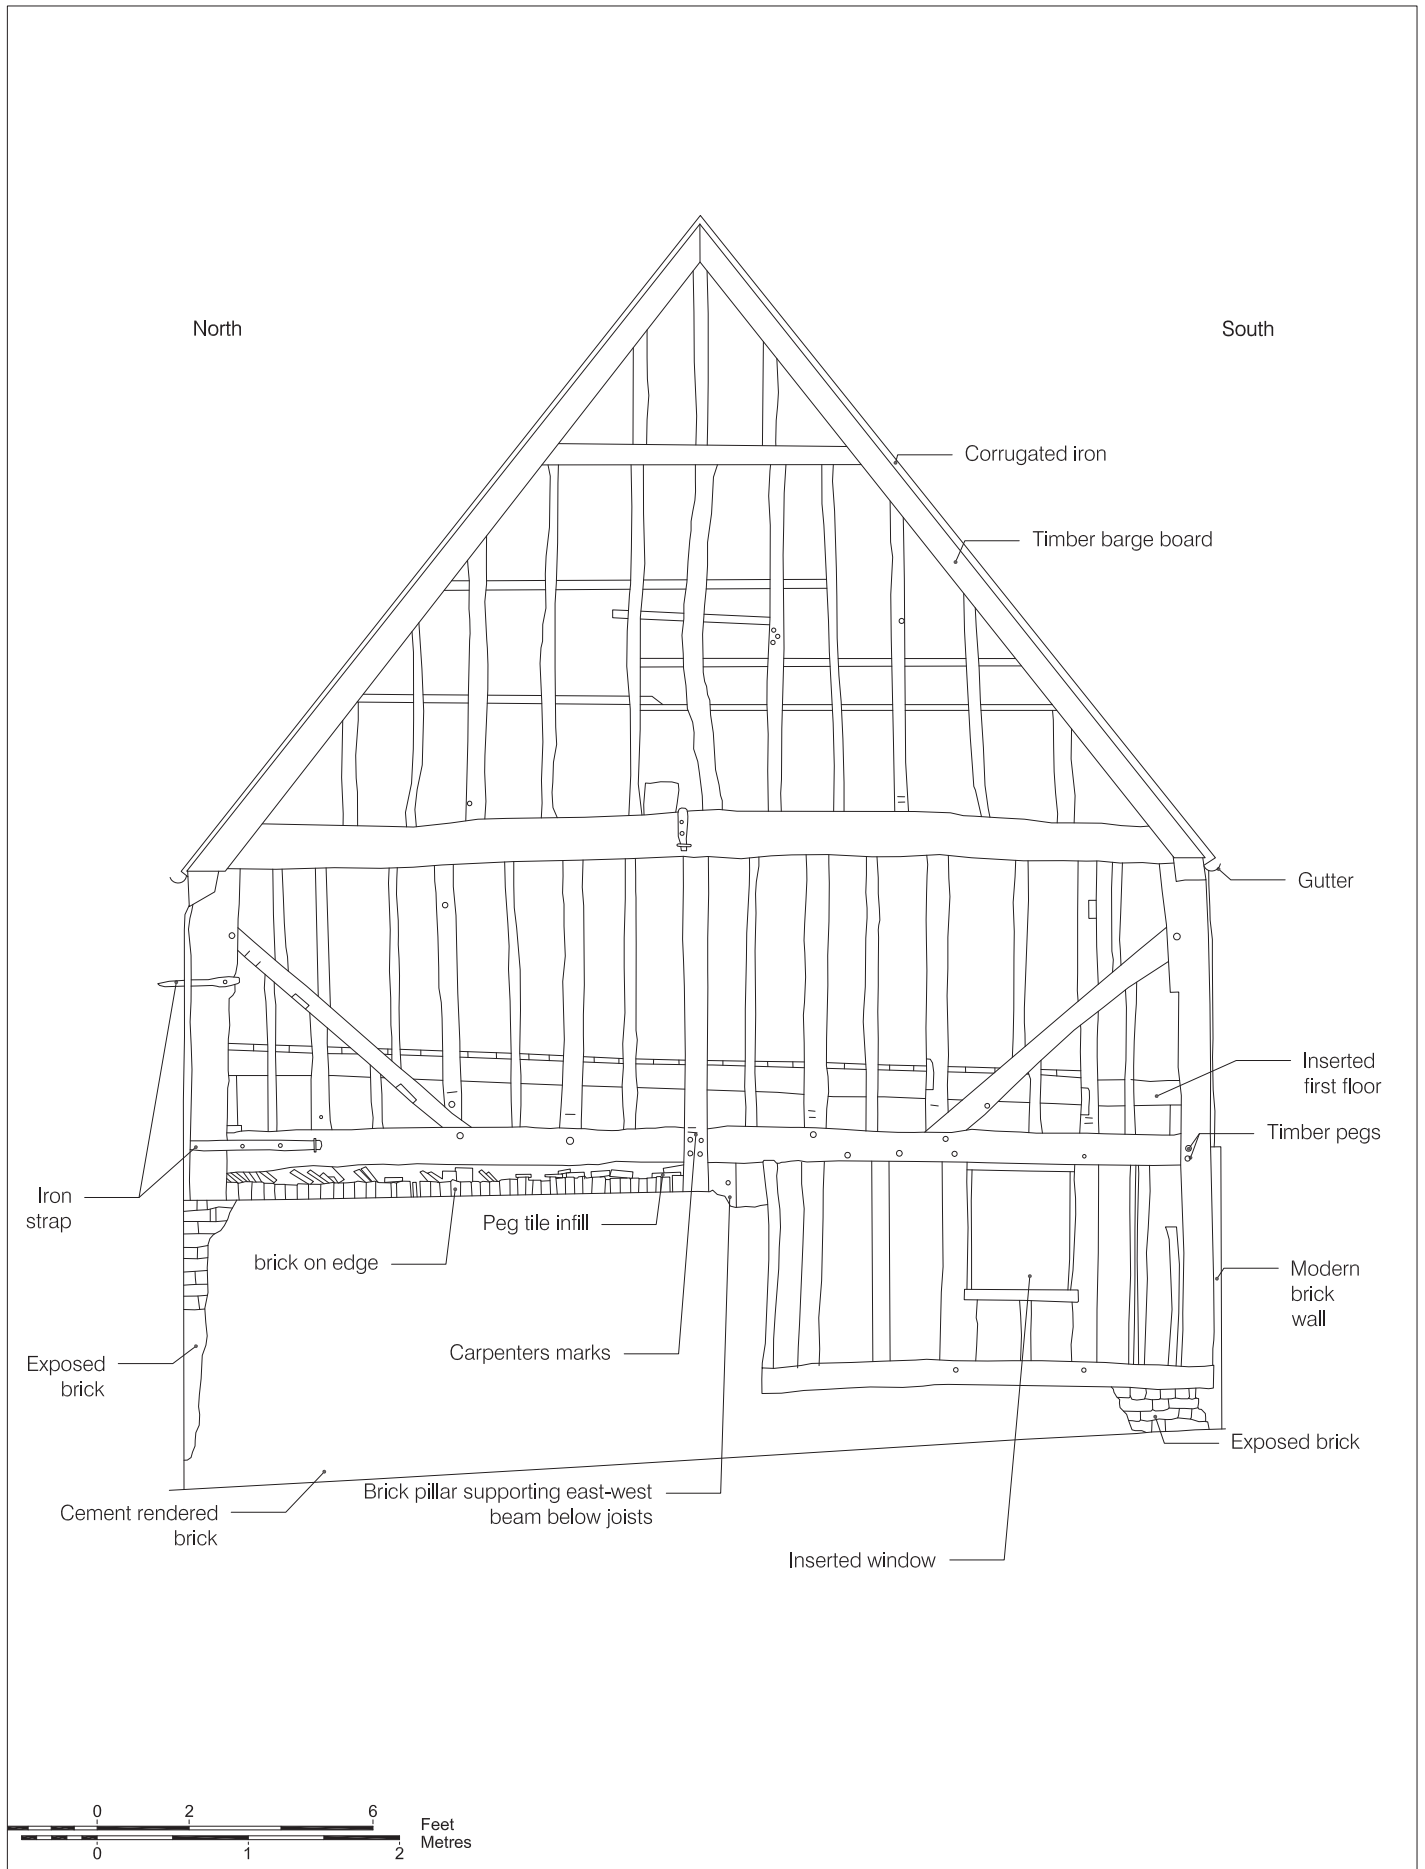 North
South
Corrugated iron
Timber barge board
Gutter
Inserted
first floor
Timber pegs
Iron
strap
Peg tile infill
brick on edge
Modern
brick
wall
Carpenters marks
Exposed
brick
Exposed brick
Brick pillar supporting east-west
beam below joists
Cement rendered
brick
Inserted window
0 2 6
Feet
Metres
0 1 2